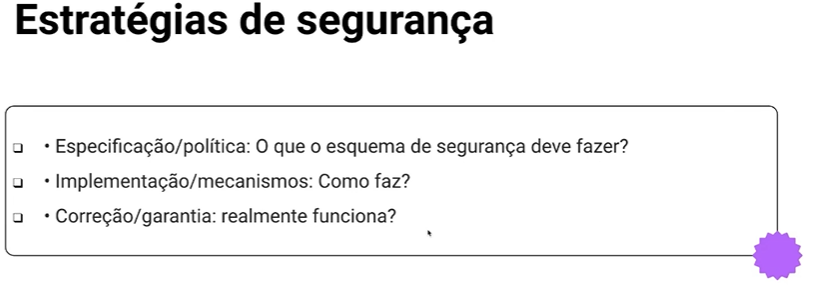 Estratégias de segurança
❑ • Especificação/política: O que o esquema de segurança deve fazer?
❑ • Implementação/mecanismos: Como faz?
❑ • Correção/garantia: realmente funciona?